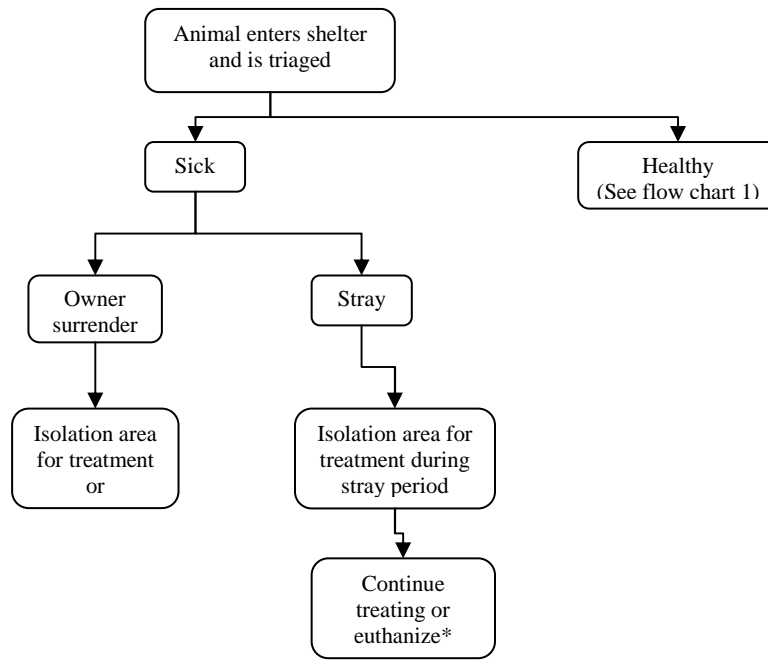 Animal enters shelter
and is triaged
Sick
Healthy
(See flow chart 1)
Owner
surrender
Stray
Isolation area
for treatment
or
Isolation area for
treatment during
stray period
Continue
treating or
euthanize*